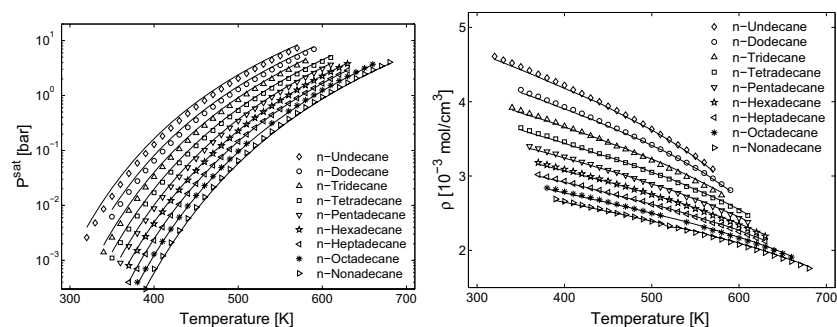 10¹
10⁰
10⁻¹
10⁻²
10⁻³
Pˢᵃᵗ [bar]
n−Undecane
n−Dodecane
n−Tridecane
n−Tetradecane
n−Pentadecane
n−Hexadecane
n−Heptadecane
n−Octadecane
n−Nonadecane
300 400 500 600 700
Temperature [K]
5
4
3
2
1
ρ [10⁻³ mol/cm³]
n−Undecane
n−Dodecane
n−Tridecane
n−Tetradecane
n−Pentadecane
n−Hexadecane
n−Heptadecane
n−Octadecane
n−Nonadecane
300 400 500 600 700
Temperature [K]